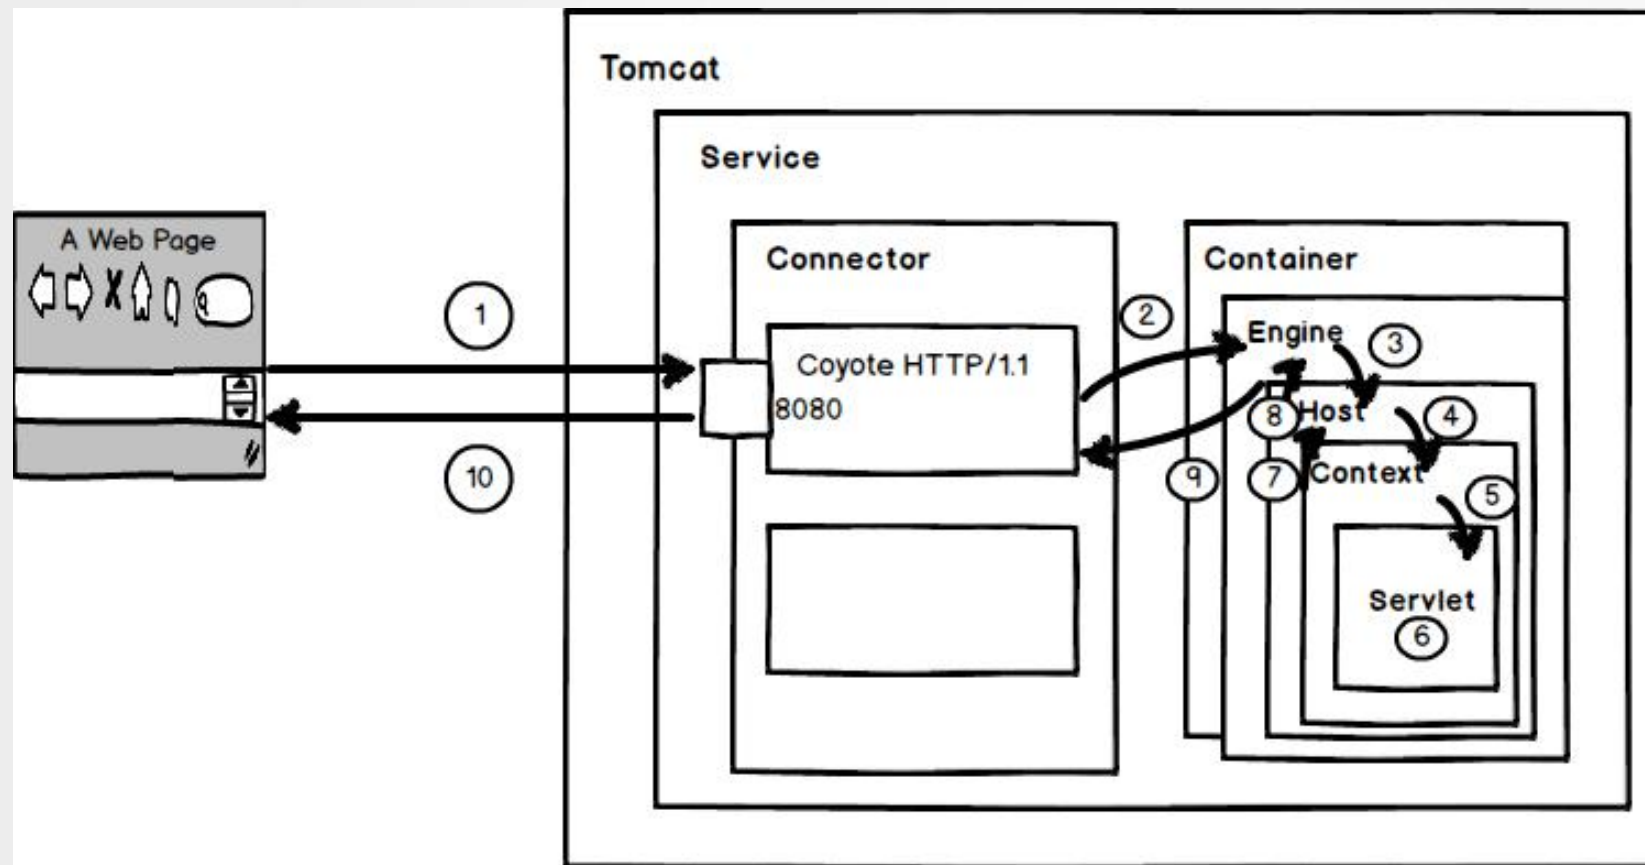 Tomcat
Service
A Web Page
Connector
Container
1
2
Engine
3
Coyote HTTP/1.1
8080
8
Host
4
10
9
7
Context
5
Servlet
6